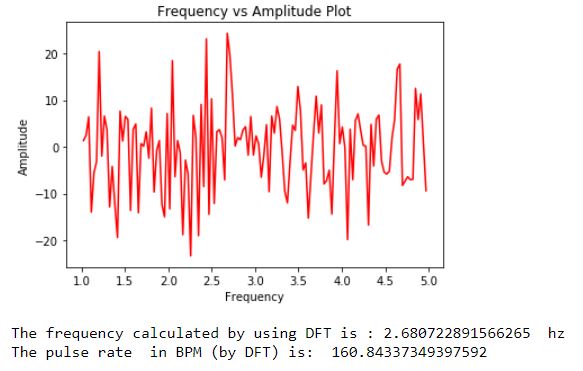 Frequency vs Amplitude Plot
20
10
0
−10
−20
Amplitude
1.0 1.5 2.0 2.5 3.0 3.5 4.0 4.5 5.0
Frequency
The frequency calculated by using DFT is : 2.680722891566265  hz
The pulse rate  in BPM (by DFT) is:  160.84337349397592